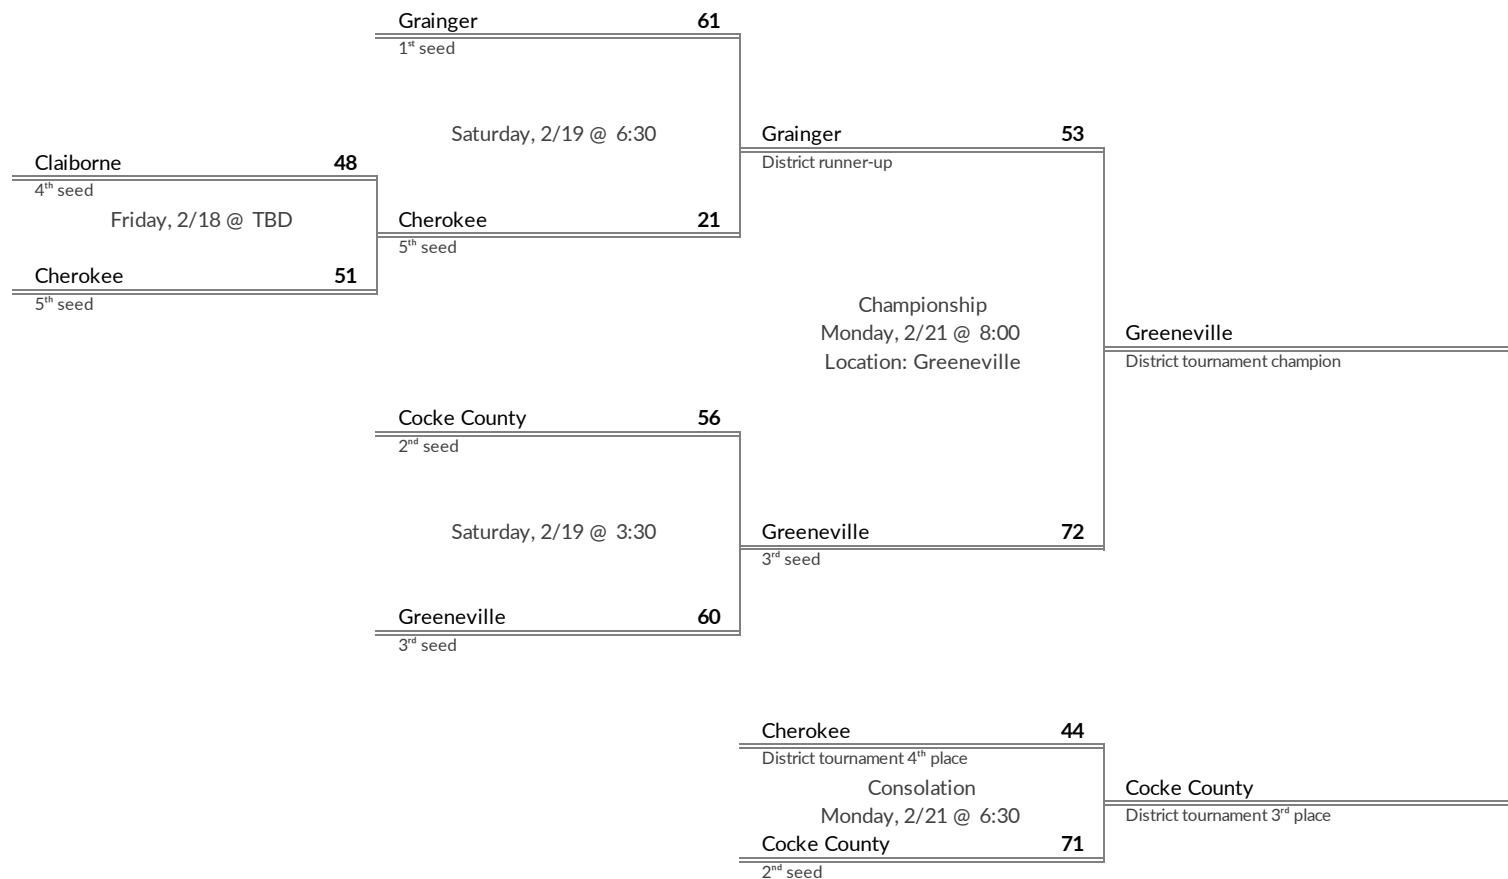 Grainger 61
1st seed
Saturday, 2/19 @ 6:30
Claiborne 48
4th seed
Friday, 2/18 @ TBD
Cherokee 51
5th seed
Cherokee 21
5th seed
Grainger 53
District runner-up
Championship
Monday, 2/21 @ 8:00
Location: Greeneville
Greeneville
District tournament champion
Cocke County 56
2nd seed
Saturday, 2/19 @ 3:30
Greeneville 60
3rd seed
Greeneville 72
3rd seed
Cherokee 44
District tournament 4th place
Consolation
Monday, 2/21 @ 6:30
Cocke County 71
2nd seed
Cocke County
District tournament 3rd place